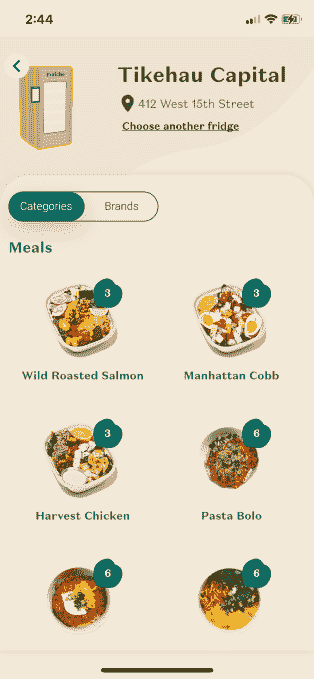 2:44
Tikehau Capital
412 West 15th Street
Choose another fridge
Categories
Brands
Meals
3
3
Wild Roasted Salmon
Manhattan Cobb
3
6
Harvest Chicken
Pasta Bolo
6
6